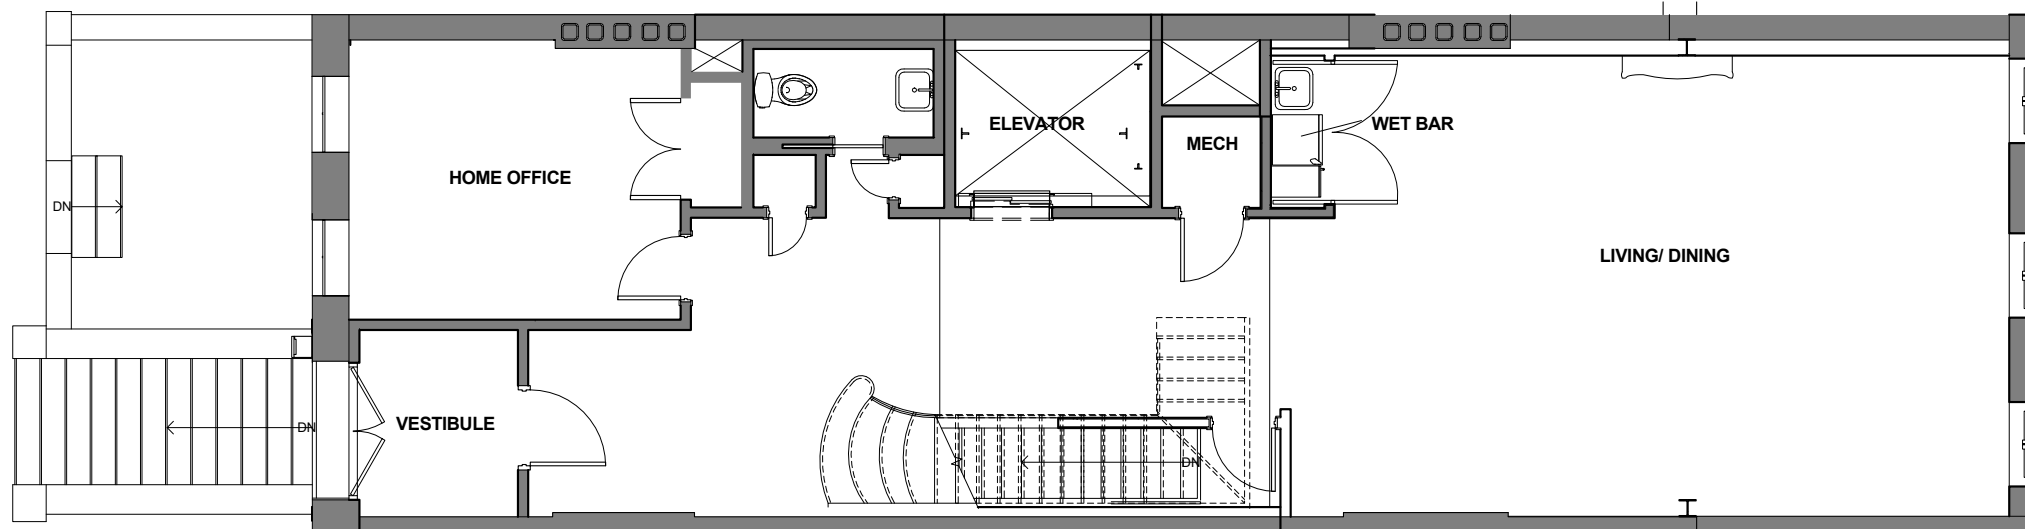 ELEVATOR
WET BAR
MECH
HOME OFFICE
DN
LIVING/ DINING
VESTIBULE
DN
DN